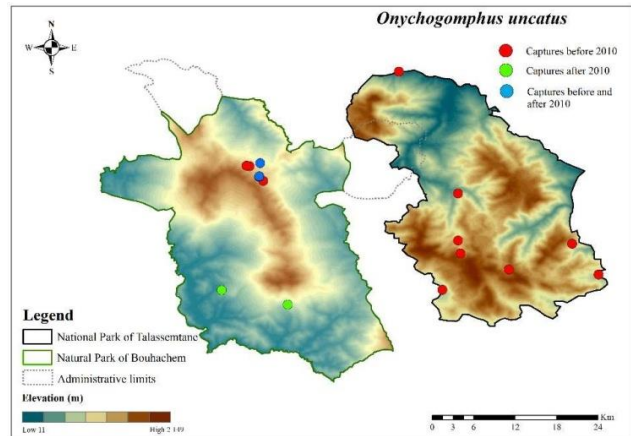 Onychogomphus uncatus
N
W E
S
Captures before 2010
Captures after 2010
Captures before and
after 2010
Legend
National Park of Talassemtane
Natural Park of Bouhachem
Administrative limits
Elevation (m)
Low 11 High
Km
0 3 6 12 18 24